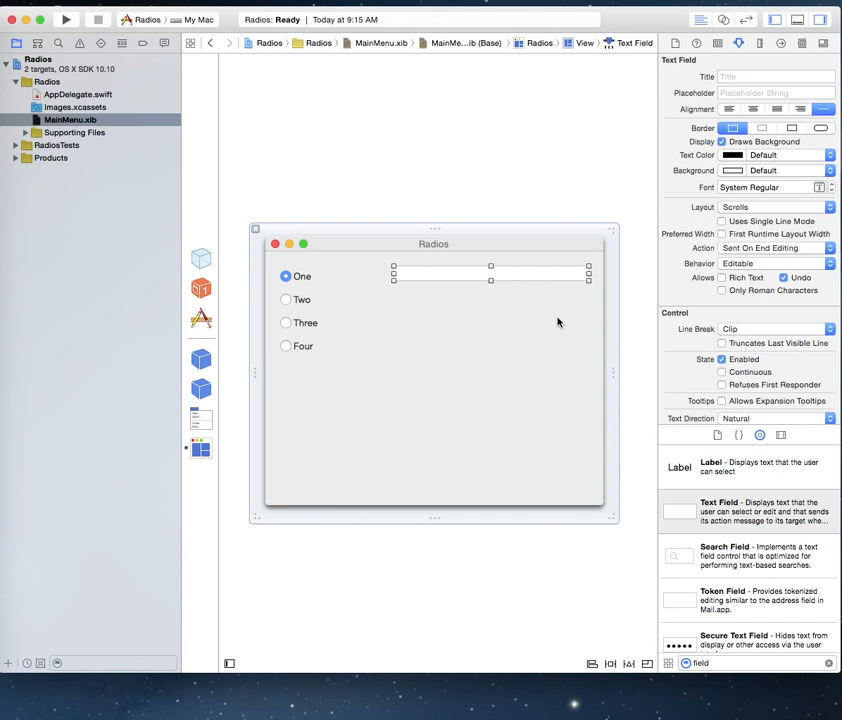 Radios
My Mac
Radios: Ready | Today at 9:15 AM
Radios
2 targets, OS X SDK 10.10
Radios
AppDelegate.swift
Images.xcassets
MainMenu.xib
Supporting Files
RadiosTests
Products
Radios
Radios
MainMenu.xib
MainMe...ib (Base)
Radios
View
Text Field
Radios
One
Two
Three
Four
Text Field
Title Title
Placeholder Placeholder String
Alignment
Border
Display Draws Background
Text Color Default
Background Default
Font System Regular
Layout Scrolls
Uses Single Line Mode
Preferred Width First Runtime Layout Width
Action Sent On End Editing
Behavior Editable
Allows Rich Text Undo
Only Roman Characters
Control
Line Break Clip
Truncates Last Visible Line
State Enabled
Continuous
Refuses First Responder
Tooltips Allows Expansion Tooltips
Text Direction Natural
Label
Label - Displays text that the user
can select
Text Field - Displays text that the
user can select or edit and that sends
its action message to its target whe...
Search Field - Implements a text
field control that is optimized for
performing text-based searches.
Token Field - Provides tokenized
editing similar to the address field in
Mail.app.
Secure Text Field - Hides text from
display or other access via the user
field